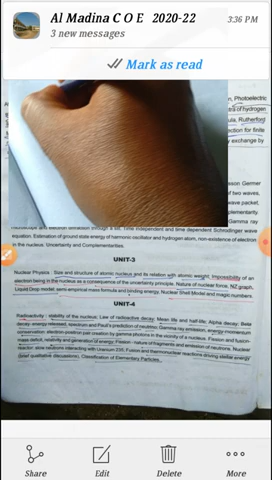 Al Madina C O E 2020-22
3:36 PM
3 new messages
Mark as read
Photoelectric
of hydrogen
Rutherford
for finite
exchange by
Germer
of two waves,
wave packet,
Gamma ray
Time independent and time dependent Schrodinger wave
equation. Estimation of ground state energy of harmonic oscillator and hydrogen atom, non-existence of electron
in the nucleus. Uncertainty and Complementarities.
UNIT-3
Nuclear Physics : Size and structure of atomic nucleus and its relation with atomic weight; Impossibility of an
electron being in the nucleus as a consequence of the uncertainty principle. Nature of nuclear force, NZ graph,
Liquid Drop model: semi-empirical mass formula and binding energy, Nuclear Shell Model and magic numbers.
UNIT-4
Radioactivity : stability of the nucleus; Law of radioactive decay; Mean life and half-life; Alpha decay; Beta
decay- energy released, spectrum and Pauli's prediction of neutrino; Gamma ray emission, energy-momentum
conservation: electron-positron pair creation by gamma photons in the vicinity of a nucleus. Fission and fusion-
mass deficit, relativity and generation of energy; Fission - nature of fragments and emission of neutrons. Nuclear
reactor: slow neutrons interacting with Uranium 235; Fusion and thermonuclear reactions driving stellar energy
(brief qualitative discussions), Classification of Elementary Particles.
Share
Edit
Delete
More